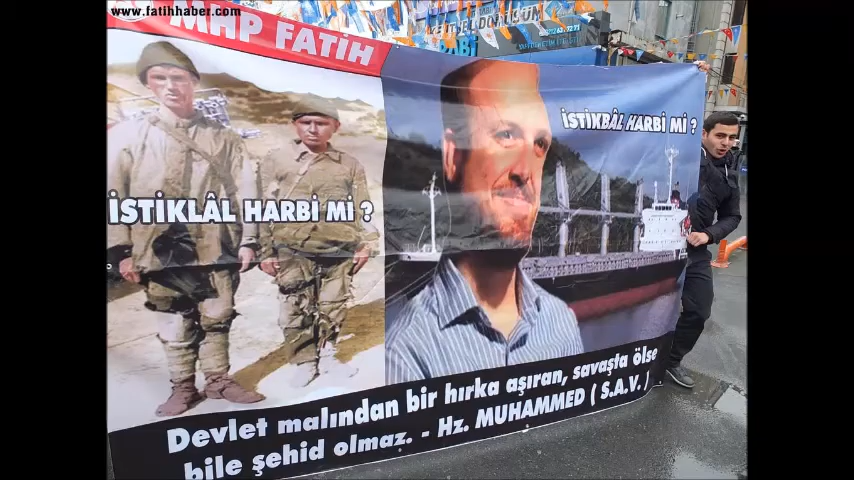 www.fatihhaber.com
MHP FATİH
İSTİKLÂL HARBİ Mİ ?
İSTİKBÂL HARBİ Mİ ?
Devlet malından bir hırka aşıran, savaşta ölse
bile şehid olmaz. - Hz. MUHAMMED ( S.A.V. )